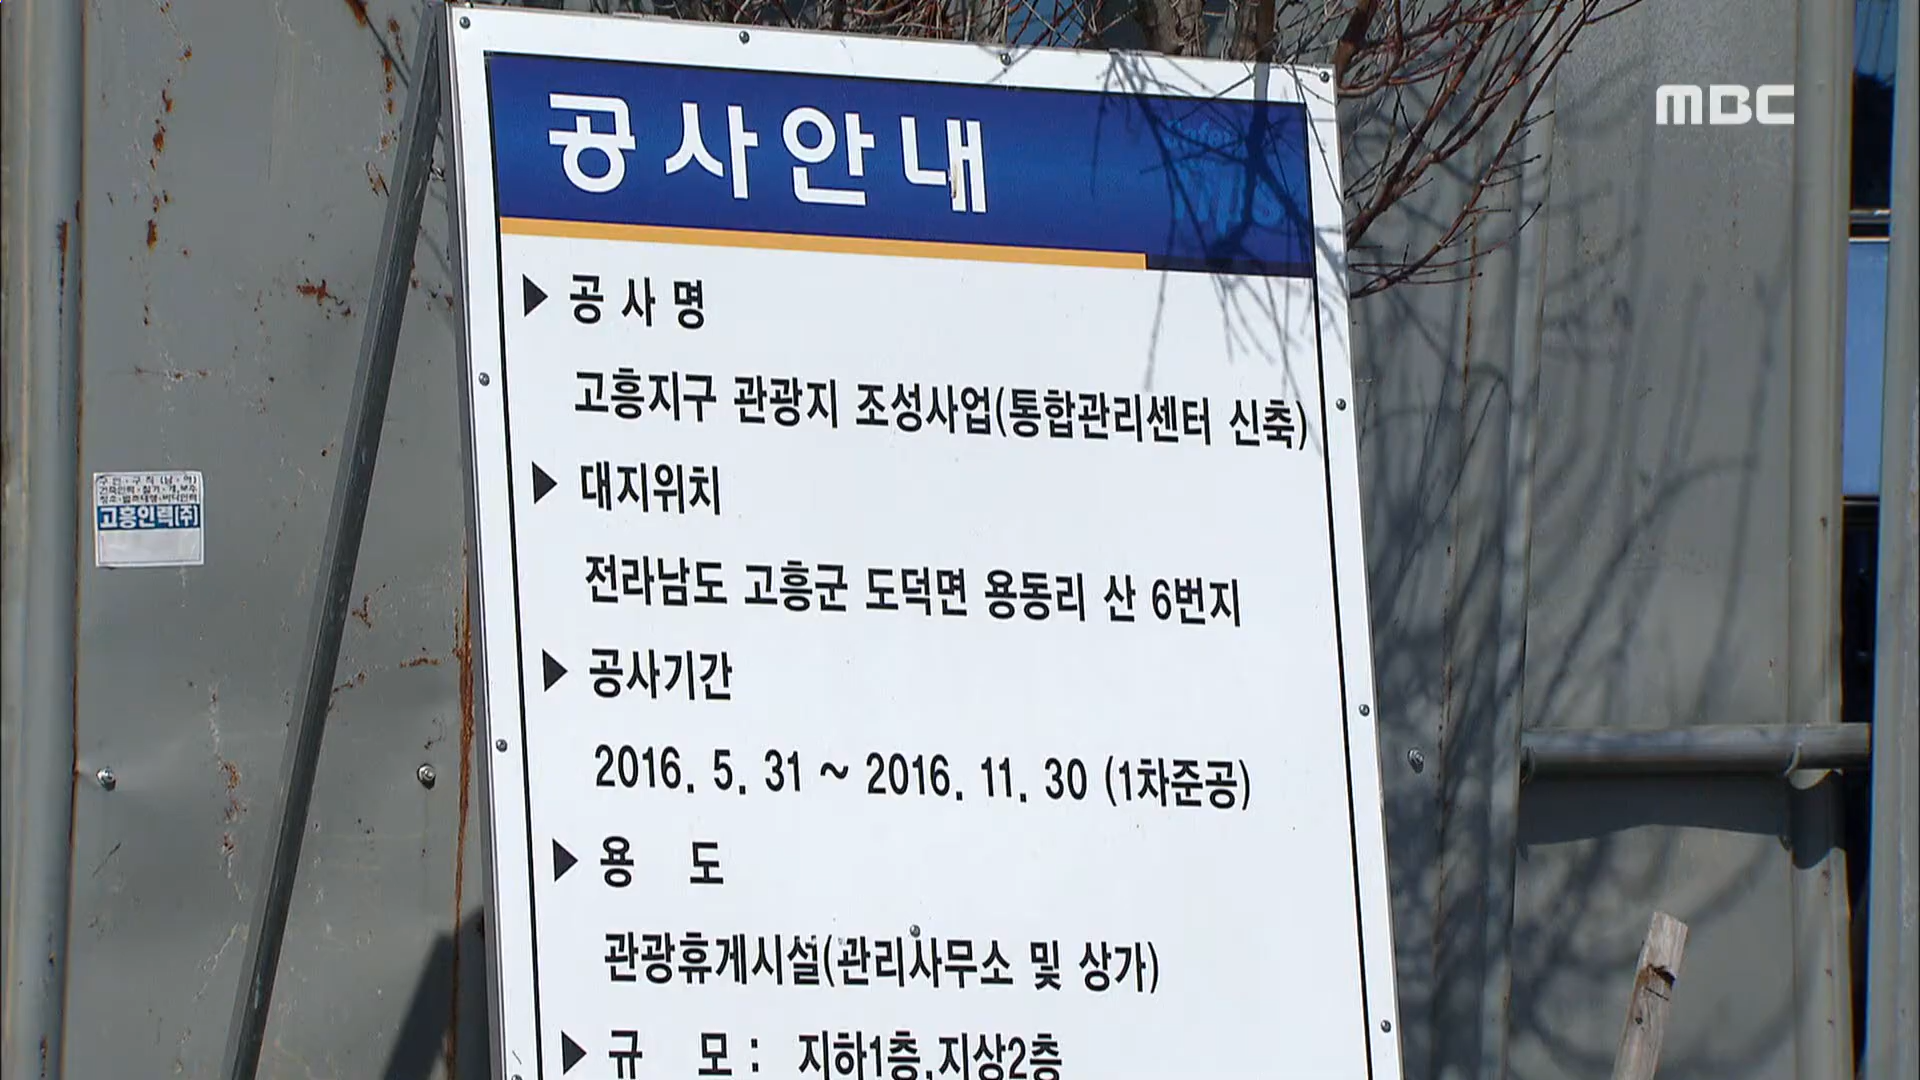 MBC
공사안내
▶ 공 사 명
고흥지구 관광지 조성사업(통합관리센터 신축)
▶ 대지위치
전라남도 고흥군 도덕면 용동리 산 6번지
▶ 공사기간
2016. 5. 31 ~ 2016. 11. 30 (1차준공)
▶ 용 도
관광휴게시설(관리사무소 및 상가)
▶ 규 모 : 지하1층,지상2층
고흥인력(주)